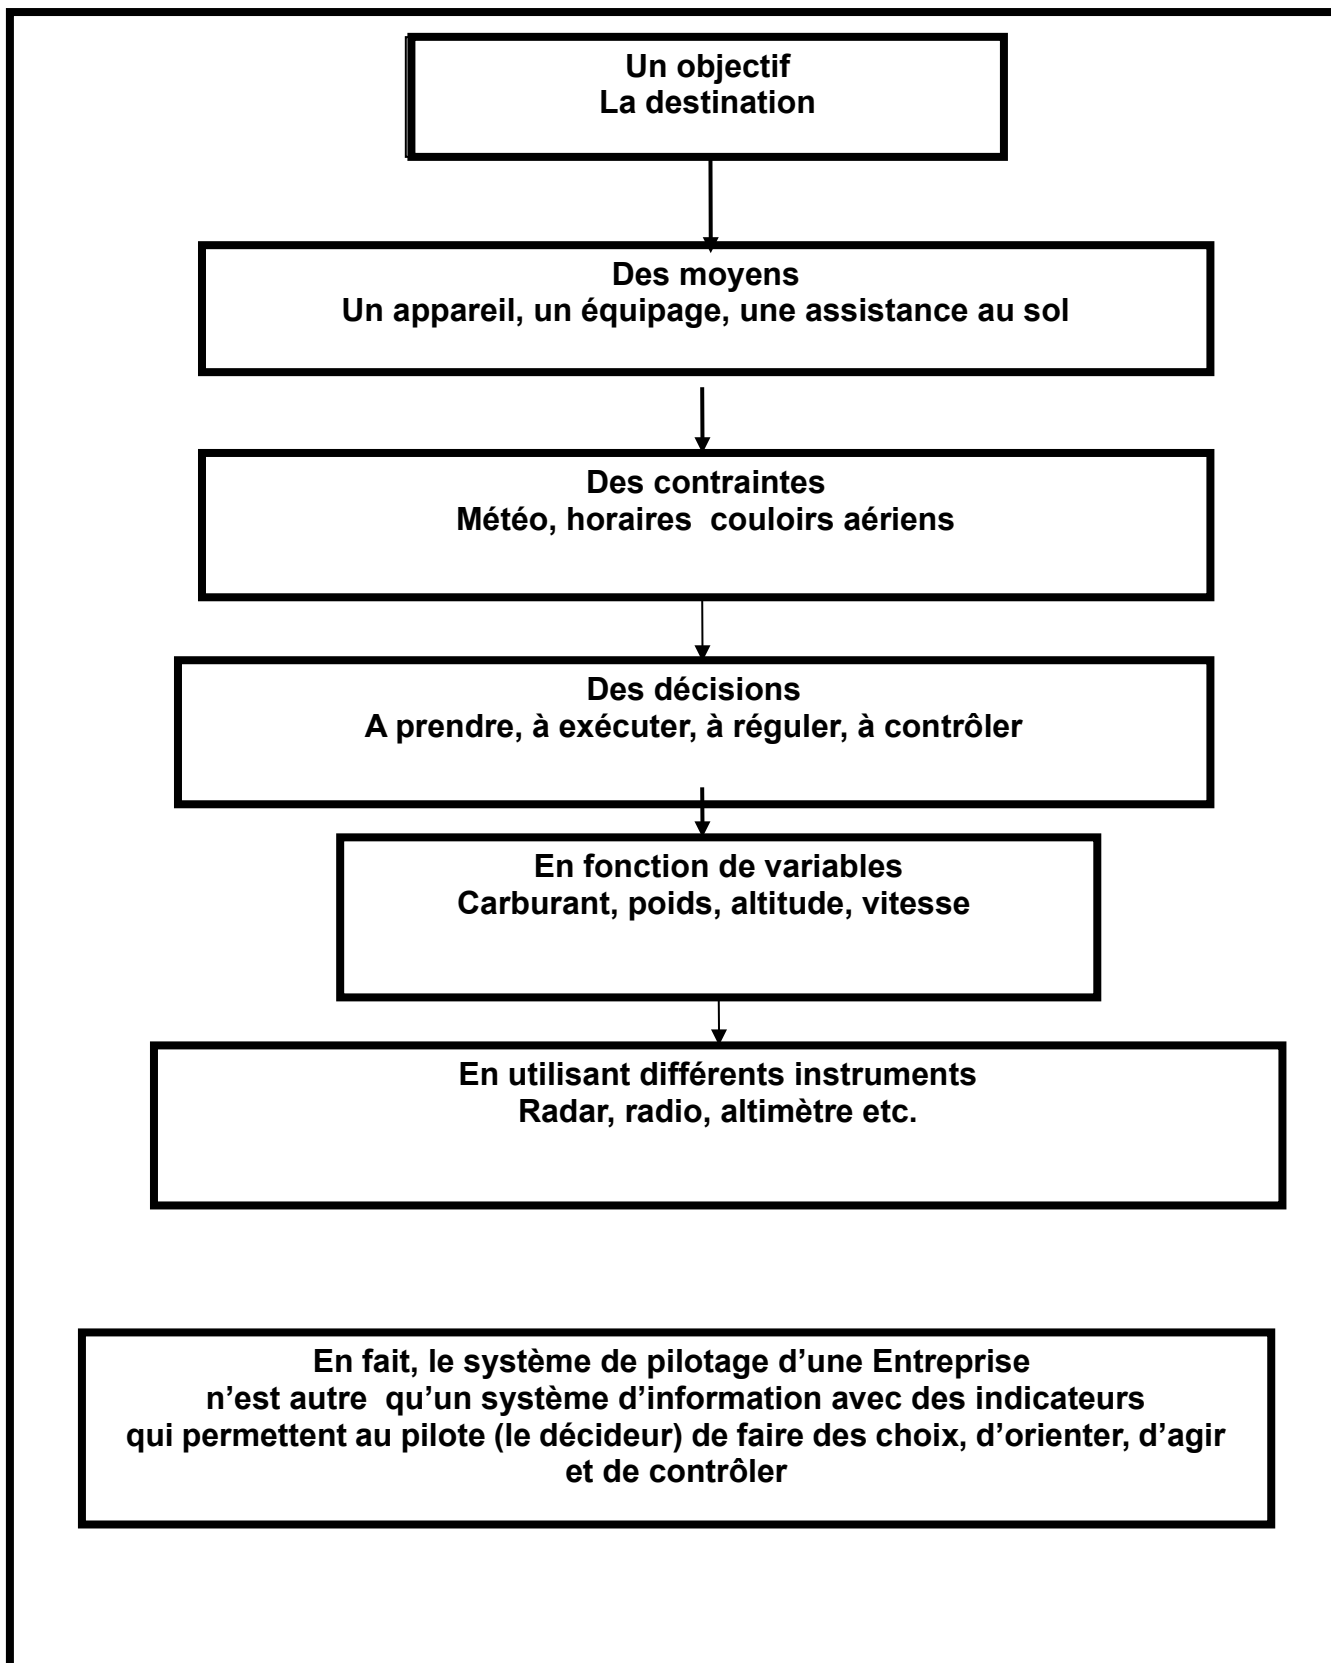 Un objectif
La destination
Des moyens
Un appareil, un équipage, une assistance au sol
Des contraintes
Météo, horaires  couloirs aériens
Des décisions
A prendre, à exécuter, à réguler, à contrôler
En fonction de variables
Carburant, poids, altitude, vitesse
En utilisant différents instruments
Radar, radio, altimètre etc.
En fait, le système de pilotage d’une Entreprise
n’est autre  qu’un système d’information avec des indicateurs
qui permettent au pilote (le décideur) de faire des choix, d’orienter, d’agir
et de contrôler